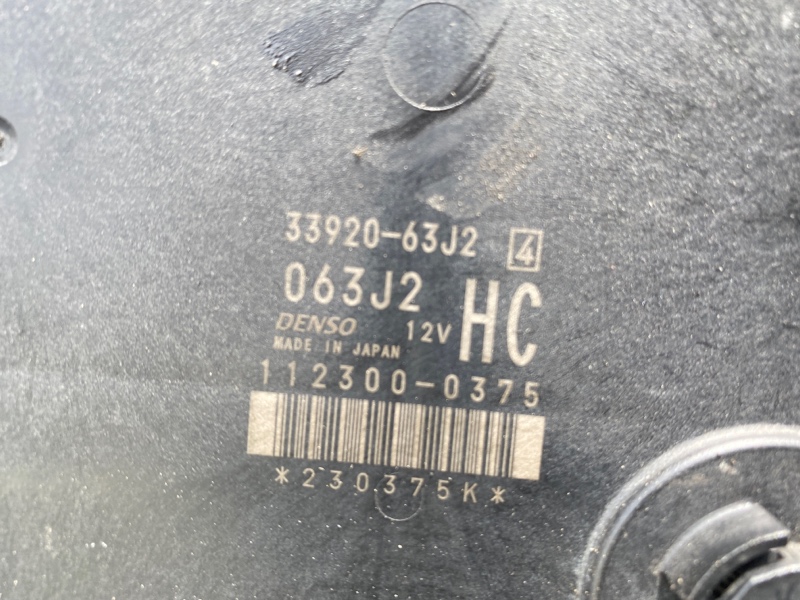 33920-63J2 4
063J2 HC
DENSO 12V
MADE IN JAPAN
112300-0375
*230375K*